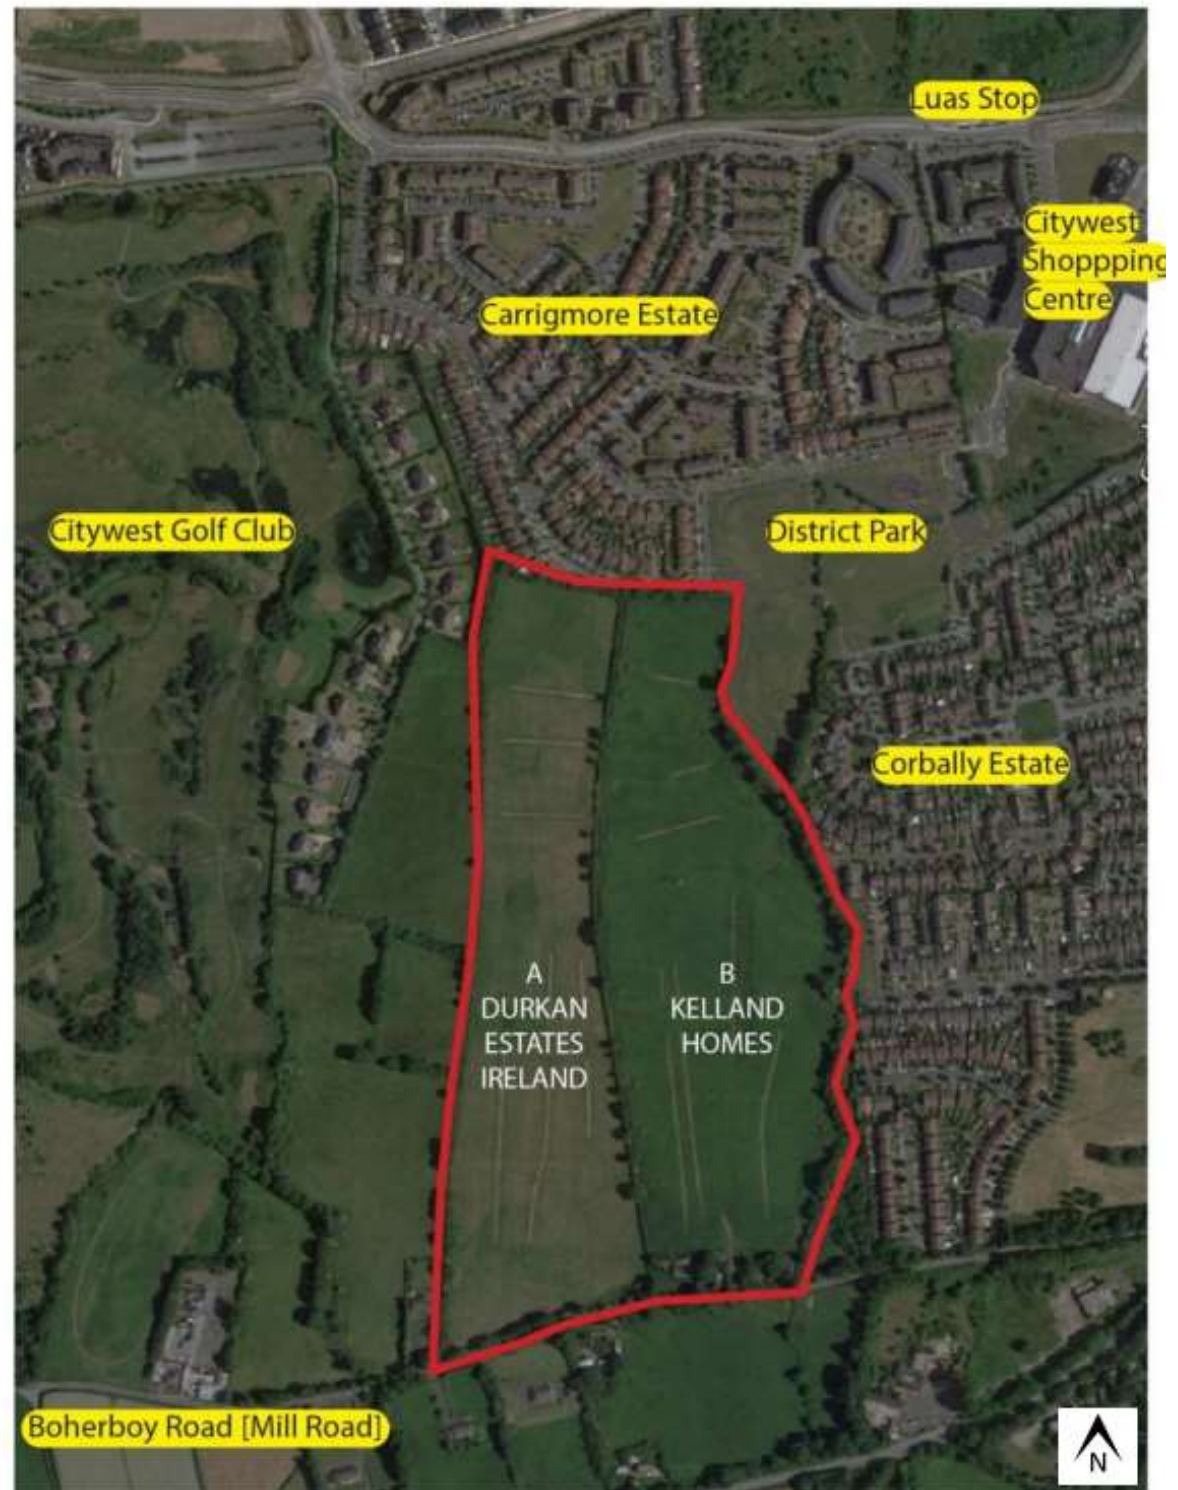 Luas Stop
Citywest
Shoppping
Centre
Carrigmore Estate
Citywest Golf Club
District Park
Corbally Estate
A
DURKAN
ESTATES
IRELAND
B
KELLAND
HOMES
Boherboy Road [Mill Road]
N